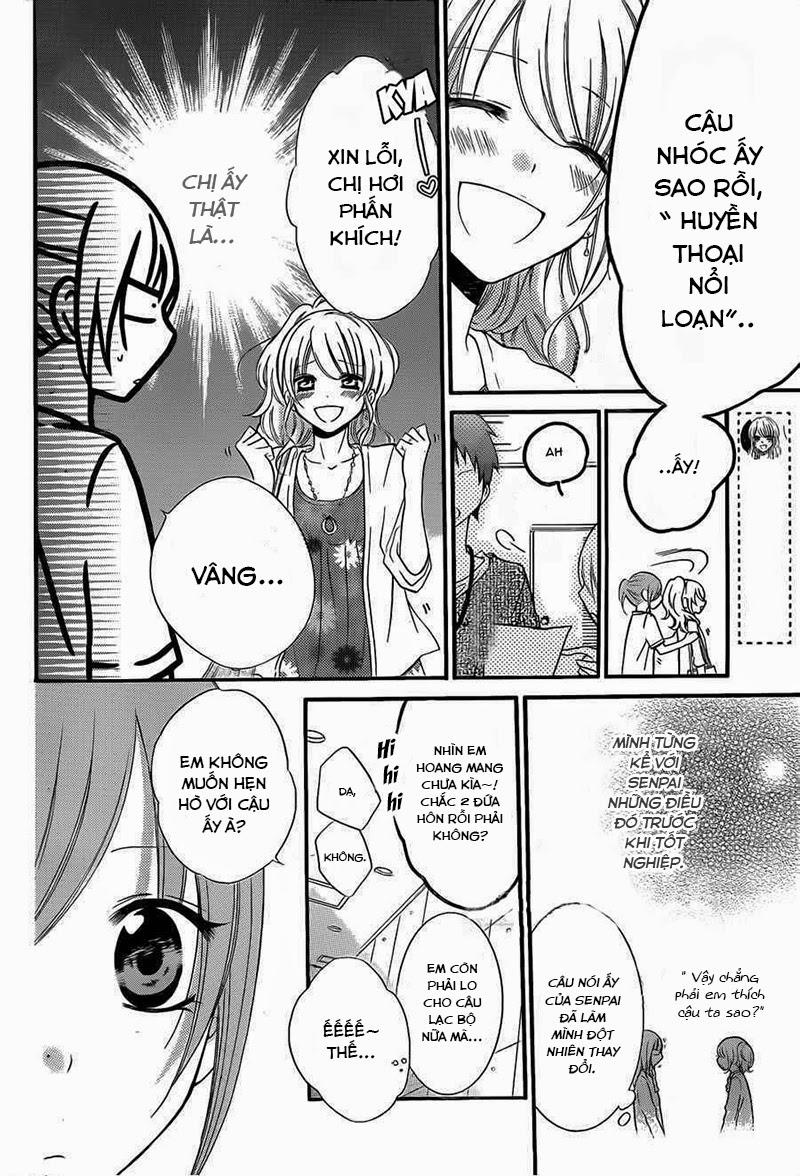 CẬU
NHÓC ẤY
SAO RỒI,
“ HUYỀN
THOẠI
NỔI
LOẠN”..
KYA
XIN LỖI,
CHỊ HƠI
PHẤN
KHÍCH!
CHỊ ẤY
THẬT
LÀ...
..ẤY!
AH
VÂNG...
MÌNH TỪNG
KỂ VỚI
SENPAI
NHỮNG ĐIỀU
ĐÓ TRƯỚC
KHI TỐT
NGHIỆP.
" Vậy chẳng
phải em thích
cậu ta sao?"
CÂU NÓI ẤY
CỦA SENPAI
ĐÃ LÀM
MÌNH ĐỘT
NHIÊN THAY
ĐỔI.
NHÌN EM
HOANG MANG
CHƯA KÌA~!
CHẮC 2 ĐỨA
HÔN RỒI PHẢI
KHÔNG?
Hi
hi
hi
DẠ,
KHÔNG.
EM CÒN
PHẢI LO
CHO CÂU
LẠC BỘ
NỮA MÀ...
ẾẾẾẾ~
THẾ...
EM KHÔNG
MUỐN HẸN
HÒ VỚI CẬU
ẤY À?